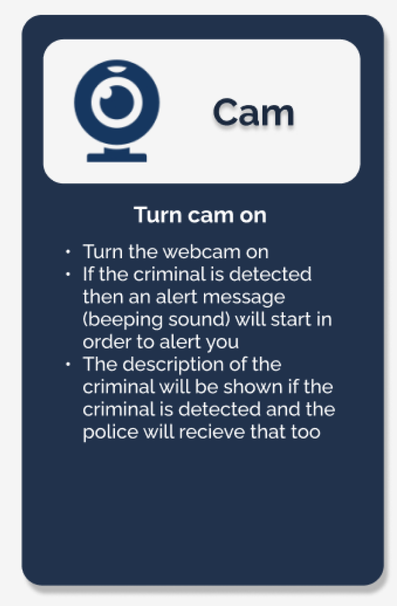 Cam
Turn cam on
• Turn the webcam on
• If the criminal is detected
then an alert message
(beeping sound) will start in
order to alert you
• The description of the
criminal will be shown if the
criminal is detected and the
police will recieve that too